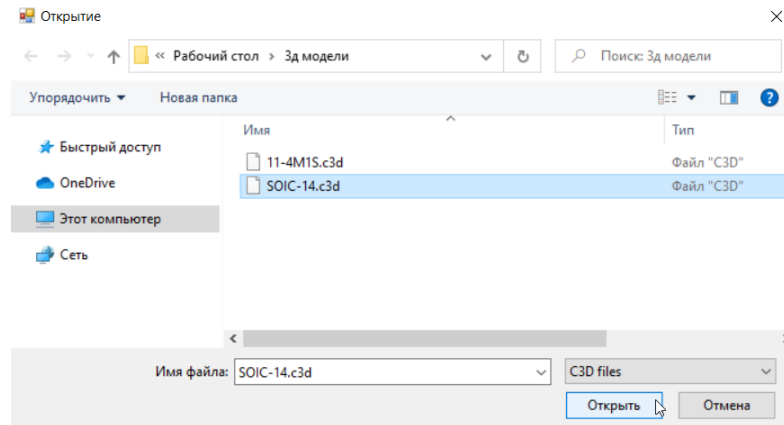 Открытие
« Рабочий стол › 3д модели
Поиск: 3д модели
Упорядочить
Новая папка
Имя
Тип
Быстрый доступ
11-4M1S.c3d
Файл "C3D"
OneDrive
SOIC-14.c3d
Файл "C3D"
Этот компьютер
Сеть
Имя файла:
SOIC-14.c3d
C3D files
Открыть
Отмена